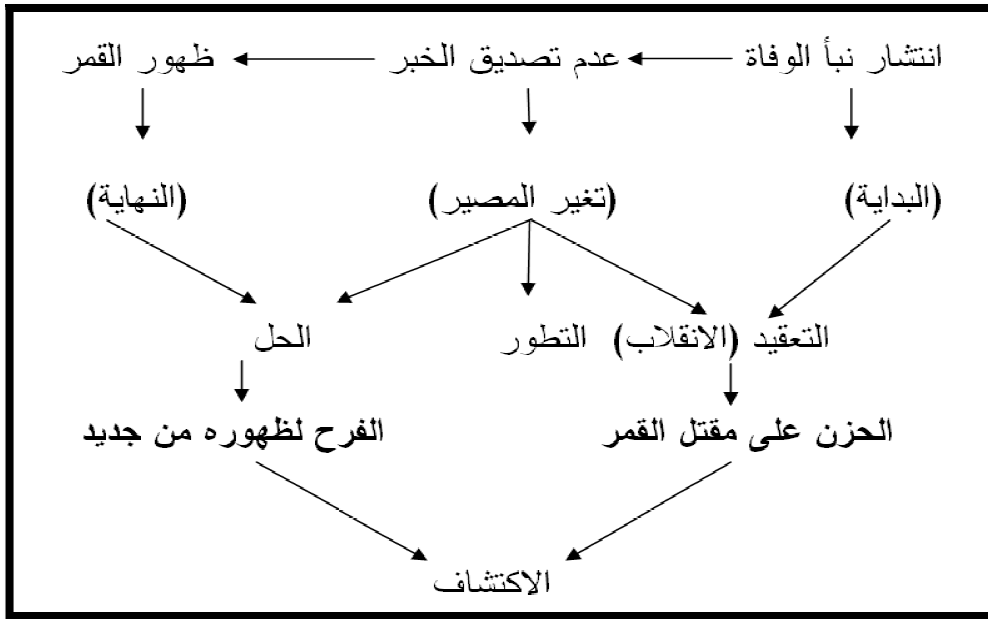 انتشار نبأ الوفاة عدم تصديق الخبر ظهور القمر
(البداية) (تغير المصير) (النهاية)
التعقيد (الانقلاب) التطور الحل
الحزن على مقتل القمر الفرح لظهوره من جديد
الاكتشاف